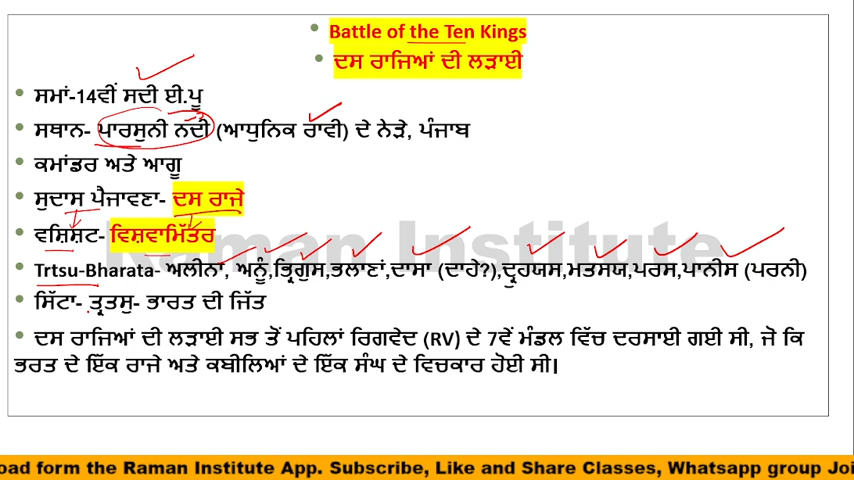 Battle of the Ten Kings
ਦਸ ਰਾਜਿਆਂ ਦੀ ਲੜਾਈ
ਸਮਾਂ-14ਵੀਂ ਸਦੀ ਈ.ਪੂ
ਸਥਾਨ- ਪਾਰਸੁਨੀ ਨਦੀ (ਆਧੁਨਿਕ ਰਾਵੀ) ਦੇ ਨੇੜੇ, ਪੰਜਾਬ
ਕਮਾਂਡਰ ਅਤੇ ਆਗੂ
ਸੁਦਾਸ ਪੈਜਾਵਣਾ- ਦਸ ਰਾਜੇ
ਵਸ਼ਿਸ਼ਟ- ਵਿਸ਼ਵਾਮਿੱਤਰ
Raman Institute
Trtsu-Bharata- ਅਲੀਨਾ, ਅਨੂੰ,ਭ੍ਰਿਗੁਸ,ਭਲਾਣਾਂ,ਦਾਸਾ (ਦਾਹੇ?),ਦ੍ਰੁਹਯਸ,ਮਤਸਯ,ਪਰਸ,ਪਾਨੀਸ (ਪਰਨੀ)
ਸਿੱਟਾ- ਤ੍ਰਤਸੁ- ਭਾਰਤ ਦੀ ਜਿੱਤ
ਦਸ ਰਾਜਿਆਂ ਦੀ ਲੜਾਈ ਸਭ ਤੋਂ ਪਹਿਲਾਂ ਰਿਗਵੇਦ (RV) ਦੇ 7ਵੇਂ ਮੰਡਲ ਵਿੱਚ ਦਰਸਾਈ ਗਈ ਸੀ, ਜੋ ਕਿ
ਭਰਤ ਦੇ ਇੱਕ ਰਾਜੇ ਅਤੇ ਕਬੀਲਿਆਂ ਦੇ ਇੱਕ ਸੰਘ ਦੇ ਵਿਚਕਾਰ ਹੋਈ ਸੀ।
oad form the Raman Institute App. Subscribe, Like and Share Classes, Whatsapp group Joi